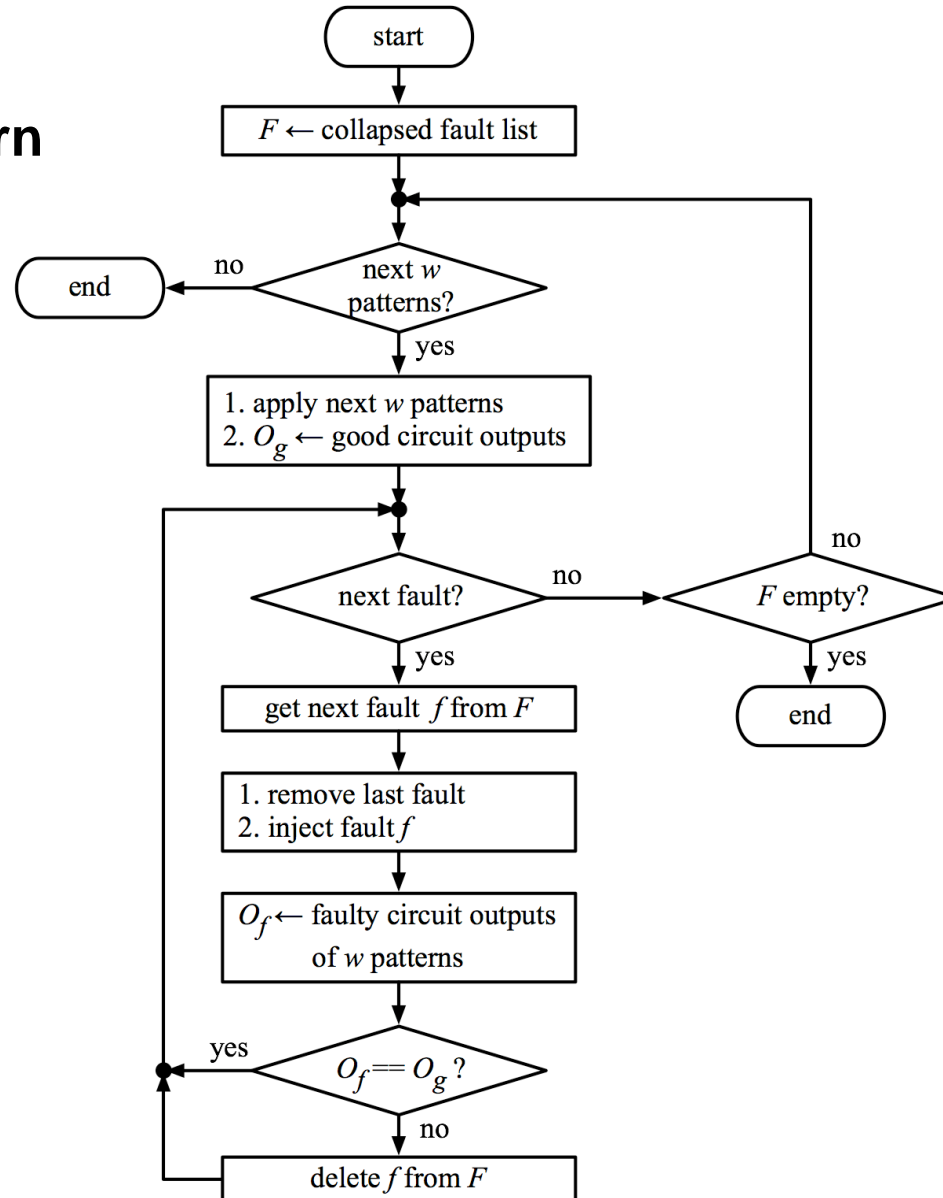 start
rn
F ← collapsed fault list
no
next w
patterns?
end
yes
1. apply next w patterns
2. Og ← good circuit outputs
no
next fault?
no
F empty?
yes
yes
get next fault f from F
end
1. remove last fault
2. inject fault f
Of ← faulty circuit outputs
of w patterns
yes
Of == Og ?
no
delete f from F